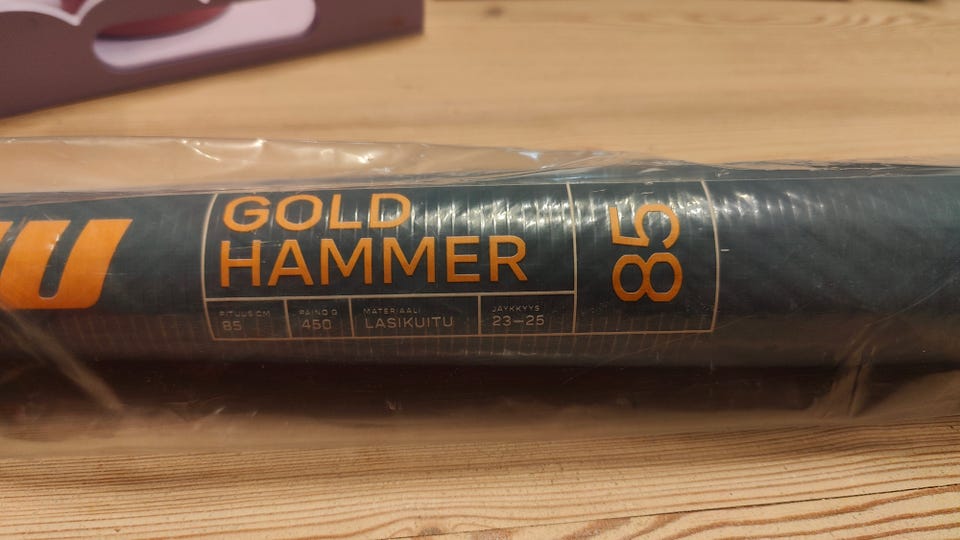 U
GOLD
HAMMER
85
PITUUS CM
85
PAINO G
450
MATERIAALI
LASIKUITU
JÄYKKYYS
23–25